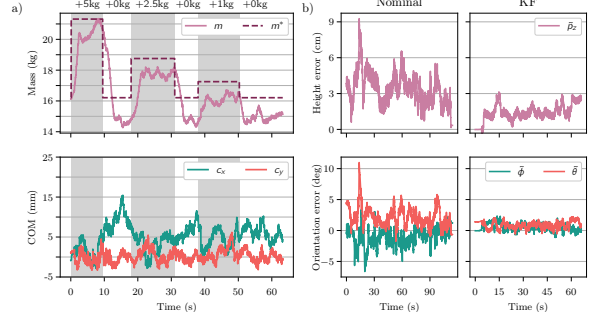 a)
+5kg +0kg +2.5kg +0kg +1kg +0kg
m m*
Mass (kg)
20
18
16
14
COM (mm)
25
15
5
-5
c_x c_y
0 10 20 30 40 50 60
Time (s)
b)
Nominal KF
Height error (cm)
9
6
3
0
p̃_z
Orientation error (deg)
10
5
0
-5
ϕ̃ θ̃
0 30 60 90
Time (s)
0 15 30 45 60
Time (s)